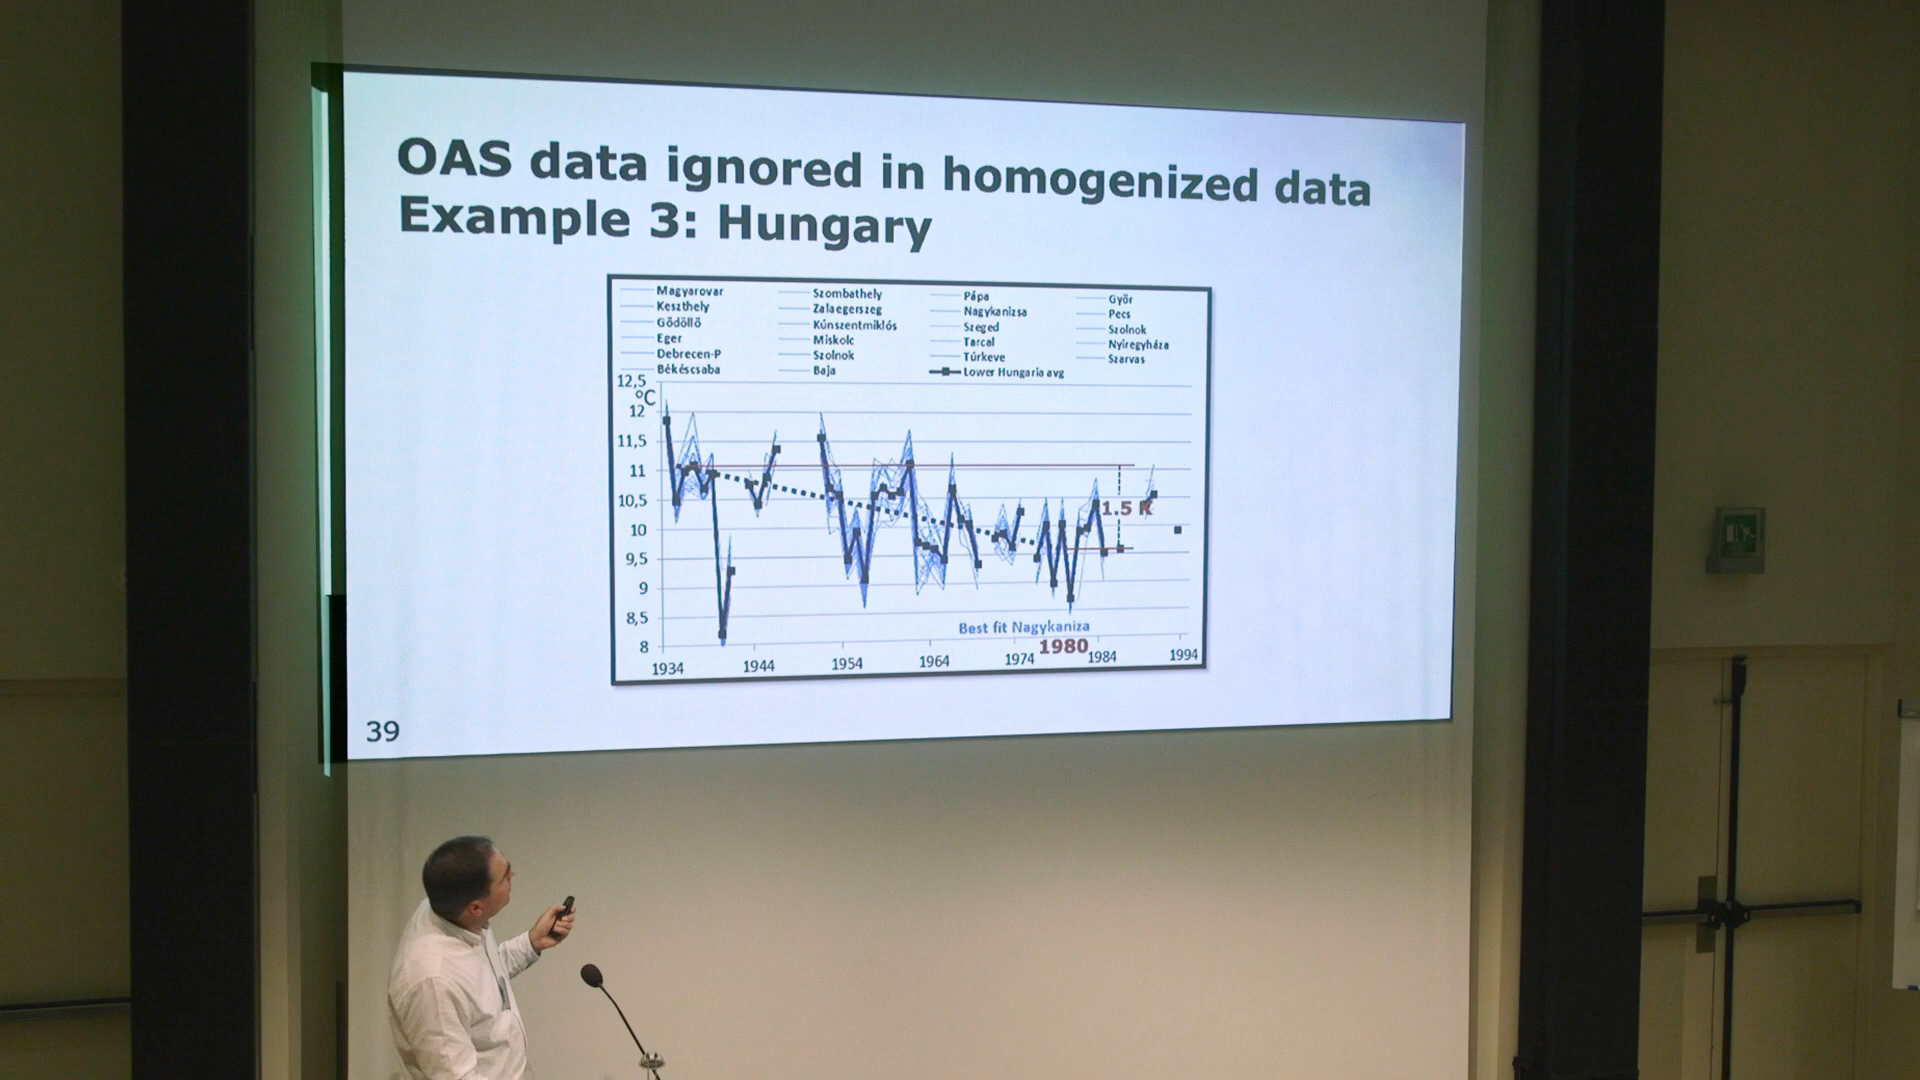 OAS data ignored in homogenized data
Example 3: Hungary
Magyarovar Szombathely Pápa Győr
Keszthely Zalaegerszeg Nagykanizsa Pecs
Gödöllő Kúnszentmiklós Szeged Szolnok
Eger Miskolc Tarcal Nyíregyháza
Debrecen-P Szolnok Túrkeve Szarvas
Békéscsaba Baja Lower Hungaria avg
12,5
°C
12
11,5
11
10,5
1.5 K
10
9,5
9
8,5
Best fit Nagykaniza
8
1980
1934 1944 1954 1964 1974 1984 1994
39